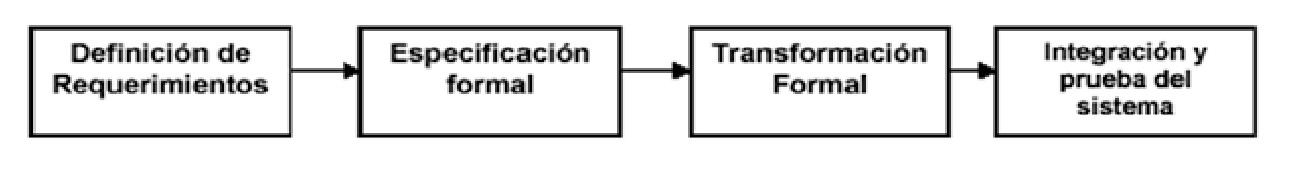 Definición de
Requerimientos
Especificación
formal
Transformación
Formal
Integración y
prueba del
sistema